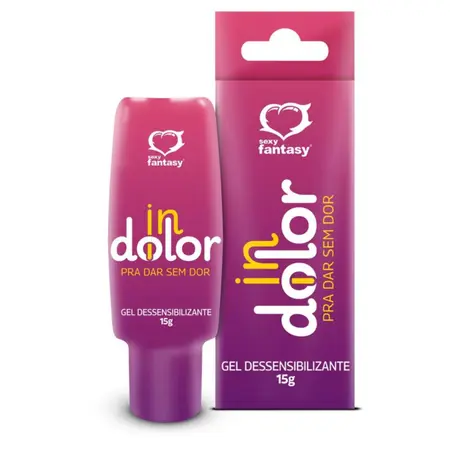 sexy
fantasy®
in
dolor
PRA DAR SEM DOR
GEL DESSENSIBILIZANTE
15g
sexy
fantasy®
in
dolor
PRA DAR SEM DOR
GEL DESSENSIBILIZANTE
15g